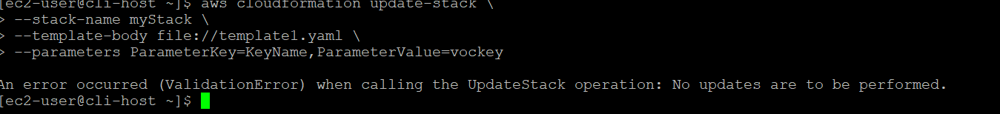 [ec2-user@cli-host ~]$ aws cloudformation update-stack \
> --stack-name myStack \
> --template-body file://template1.yaml \
> --parameters ParameterKey=KeyName,ParameterValue=vockey
An error occurred (ValidationError) when calling the UpdateStack operation: No updates are to be performed.
[ec2-user@cli-host ~]$